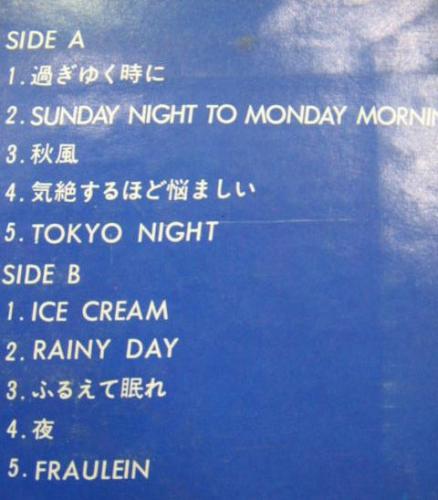 SIDE A
1. 過ぎゆく時に
2. SUNDAY NIGHT TO MONDAY
3. 秋風
4. 気絶するほど悩ましい
5. TOKYO NIGHT
SIDE B
1. ICE CREAM
2. RAINY DAY
3. ふるえて眠れ
4. 夜
5. FRAULEIN